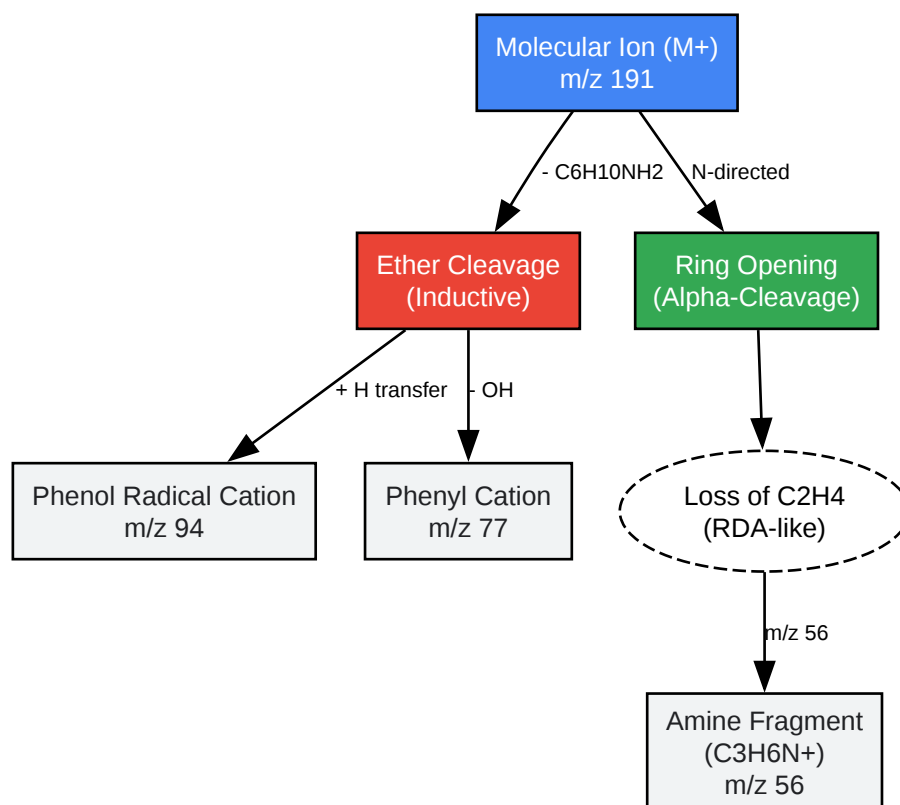 Molecular Ion (M+)
m/z 191
- C6H10NH2
N-directed
Ether Cleavage
(Inductive)
Ring Opening
(Alpha-Cleavage)
+ H transfer
- OH
Phenol Radical Cation
m/z 94
Phenyl Cation
m/z 77
Loss of C2H4
(RDA-like)
m/z 56
Amine Fragment
(C3H6N+)
m/z 56